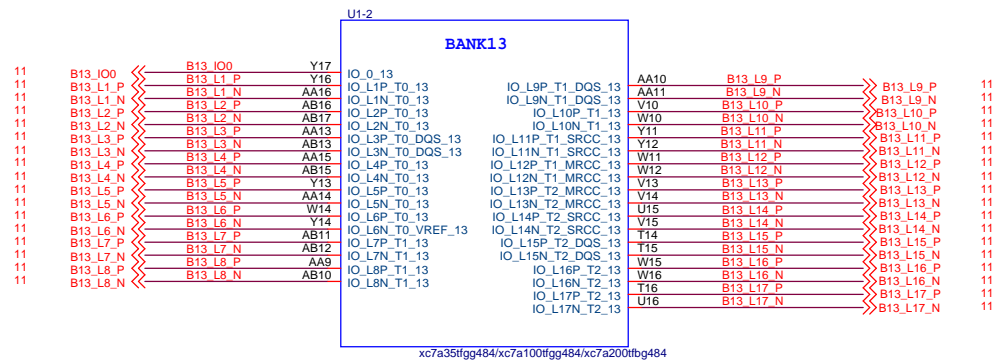 U1-2
BANK13
11 B13_IO0 B13_IO0 Y17 IO_0_13
11 B13_L1_P B13_L1_P Y16 IO_L1P_T0_13
11 B13_L1_N B13_L1_N AA16 IO_L1N_T0_13
11 B13_L2_P B13_L2_P AB16 IO_L2P_T0_13
11 B13_L2_N B13_L2_N AB17 IO_L2N_T0_13
11 B13_L3_P B13_L3_P AA13 IO_L3P_T0_DQS_13
11 B13_L3_N B13_L3_N AB13 IO_L3N_T0_DQS_13
11 B13_L4_P B13_L4_P AA15 IO_L4P_T0_13
11 B13_L4_N B13_L4_N AB15 IO_L4N_T0_13
11 B13_L5_P B13_L5_P Y13 IO_L5P_T0_13
11 B13_L5_N B13_L5_N AA14 IO_L5N_T0_13
11 B13_L6_P B13_L6_P W14 IO_L6P_T0_13
11 B13_L6_N B13_L6_N Y14 IO_L6N_T0_VREF_13
11 B13_L7_P B13_L7_P AB11 IO_L7P_T1_13
11 B13_L7_N B13_L7_N AB12 IO_L7N_T1_13
11 B13_L8_P B13_L8_P AA9 IO_L8P_T1_13
11 B13_L8_N B13_L8_N AB10 IO_L8N_T1_13
IO_L9P_T1_DQS_13 AA10 B13_L9_P B13_L9_P 11
IO_L9N_T1_DQS_13 AA11 B13_L9_N B13_L9_N 11
IO_L10P_T1_13 V10 B13_L10_P B13_L10_P 11
IO_L10N_T1_13 W10 B13_L10_N B13_L10_N 11
IO_L11P_T1_SRCC_13 Y11 B13_L11_P B13_L11_P 11
IO_L11N_T1_SRCC_13 Y12 B13_L11_N B13_L11_N 11
IO_L12P_T1_MRCC_13 W11 B13_L12_P B13_L12_P 11
IO_L12N_T1_MRCC_13 W12 B13_L12_N B13_L12_N 11
IO_L13P_T2_MRCC_13 V13 B13_L13_P B13_L13_P 11
IO_L13N_T2_MRCC_13 V14 B13_L13_N B13_L13_N 11
IO_L14P_T2_SRCC_13 U15 B13_L14_P B13_L14_P 11
IO_L14N_T2_SRCC_13 V15 B13_L14_N B13_L14_N 11
IO_L15P_T2_DQS_13 T14 B13_L15_P B13_L15_P 11
IO_L15N_T2_DQS_13 T15 B13_L15_N B13_L15_N 11
IO_L16P_T2_13 W15 B13_L16_P B13_L16_P 11
IO_L16N_T2_13 W16 B13_L16_N B13_L16_N 11
IO_L17P_T2_13 T16 B13_L17_P B13_L17_P 11
IO_L17N_T2_13 U16 B13_L17_N B13_L17_N 11
xc7a35tfgg484/xc7a100tfgg484/xc7a200tfbg484